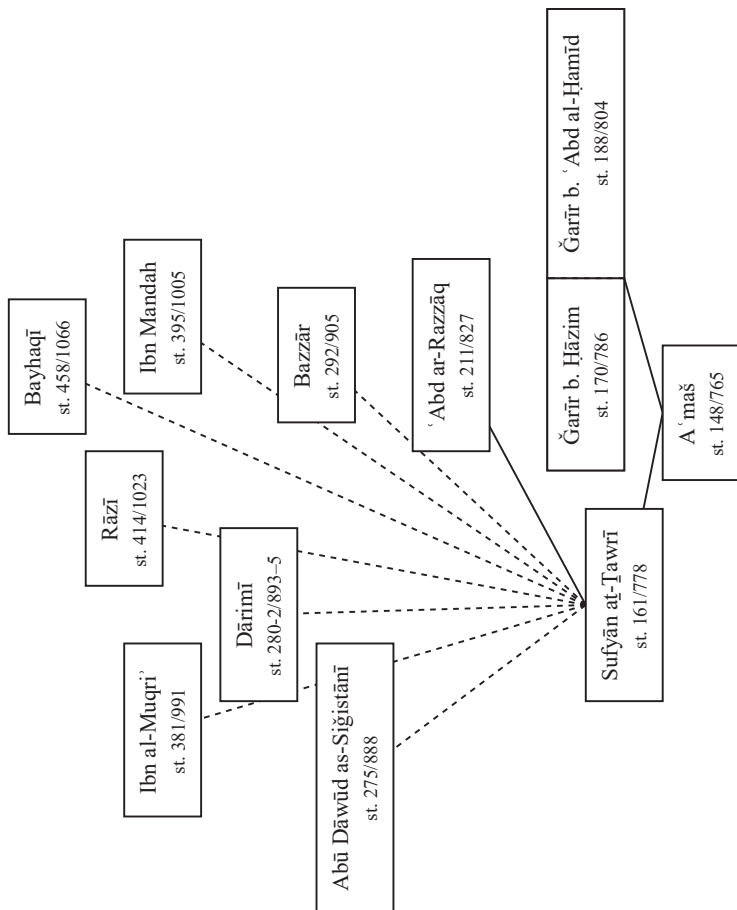 Bayhaqī
st. 458/1066
Rāzī
st. 414/1023
Ibn al-Muqriʾ
st. 381/991
Ibn Mandah
st. 395/1005
Dārimī
st. 280-2/893–5
Bazzār
st. 292/905
Abū Dāwūd as-Siǧistānī
st. 275/888
ʿAbd ar-Razzāq
st. 211/827
Ǧarīr b. Ḥāzim
st. 170/786
Ǧarīr b. ʿAbd al-Ḥamīd
st. 188/804
Sufyān aṯ-Ṯawrī
st. 161/778
Aʿmaš
st. 148/765